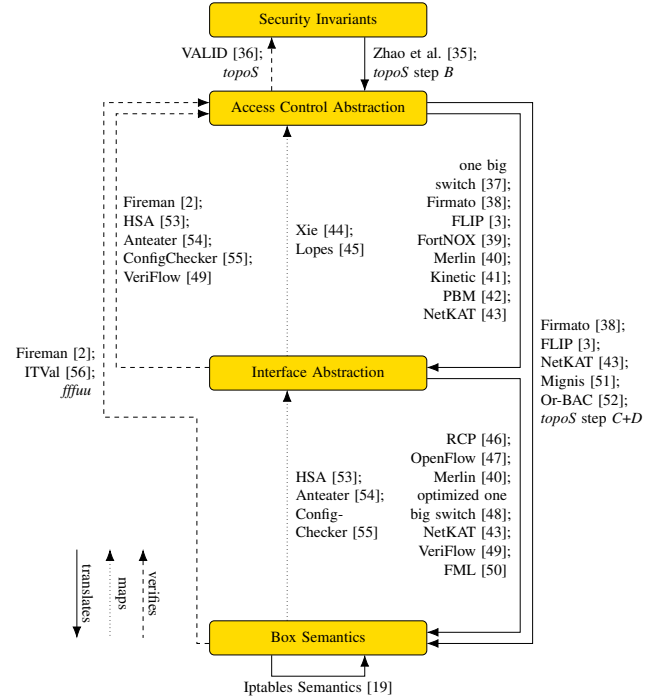 Security Invariants
VALID [36];
topoS
Zhao et al. [35];
topoS step B
Access Control Abstraction
Fireman [2];
HSA [53];
Anteater [54];
ConfigChecker [55];
VeriFlow [49]
Xie [44]
Lopes [45]
one big
switch [37];
Firmato [38];
FLIP [3];
FortNOX [39];
Merlin [40];
Kinetic [41];
PBM [42];
NetKAT [43]
Fireman [2];
ITVal [56];
fffuu
Interface Abstraction
Firmato [38];
FLIP [3];
NetKAT [43];
Mignis [51];
Or-BAC [52];
topoS step C+D
HSA [53];
Anteater [54];
Config-
Checker [55]
RCP [46];
OpenFlow [47];
Merlin [40];
optimized one
big switch [48];
NetKAT [43];
VeriFlow [49];
FML [50]
translates
maps
verifies
Box Semantics
Iptables Semantics [19]